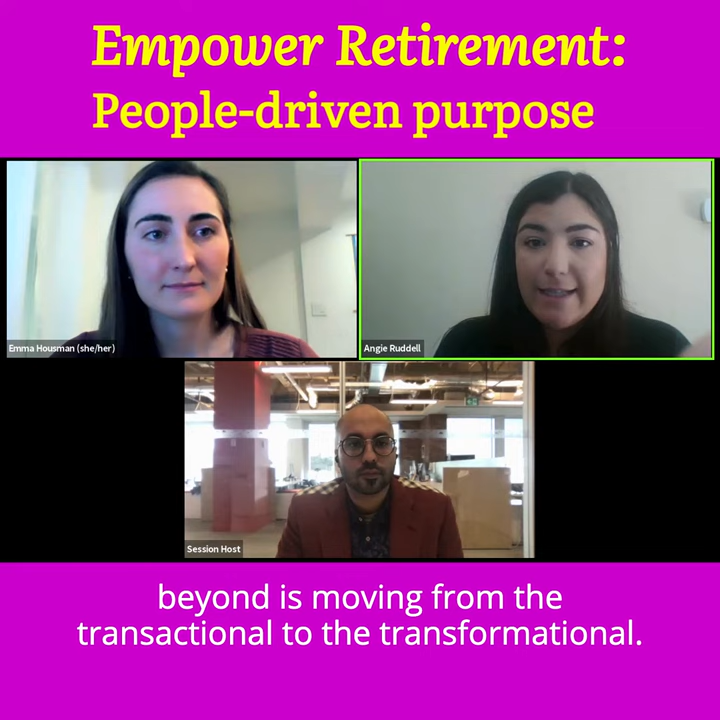 Empower Retirement:
People-driven purpose
Emma Housman (she/her)
Angie Ruddell
Session Host
beyond is moving from the
transactional to the transformational.